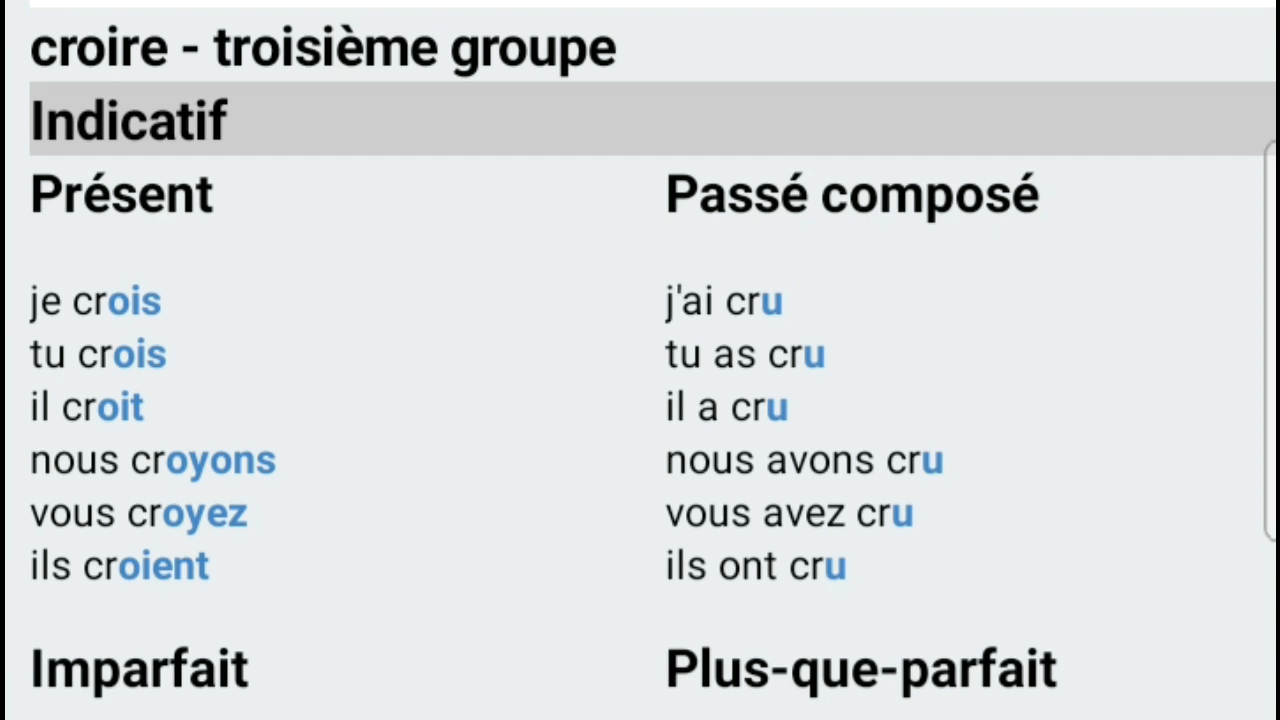 croire - troisième groupe
Indicatif
Présent
je crois
tu crois
il croit
nous croyons
vous croyez
ils croient
Passé composé
j'ai cru
tu as cru
il a cru
nous avons cru
vous avez cru
ils ont cru
Imparfait
Plus-que-parfait